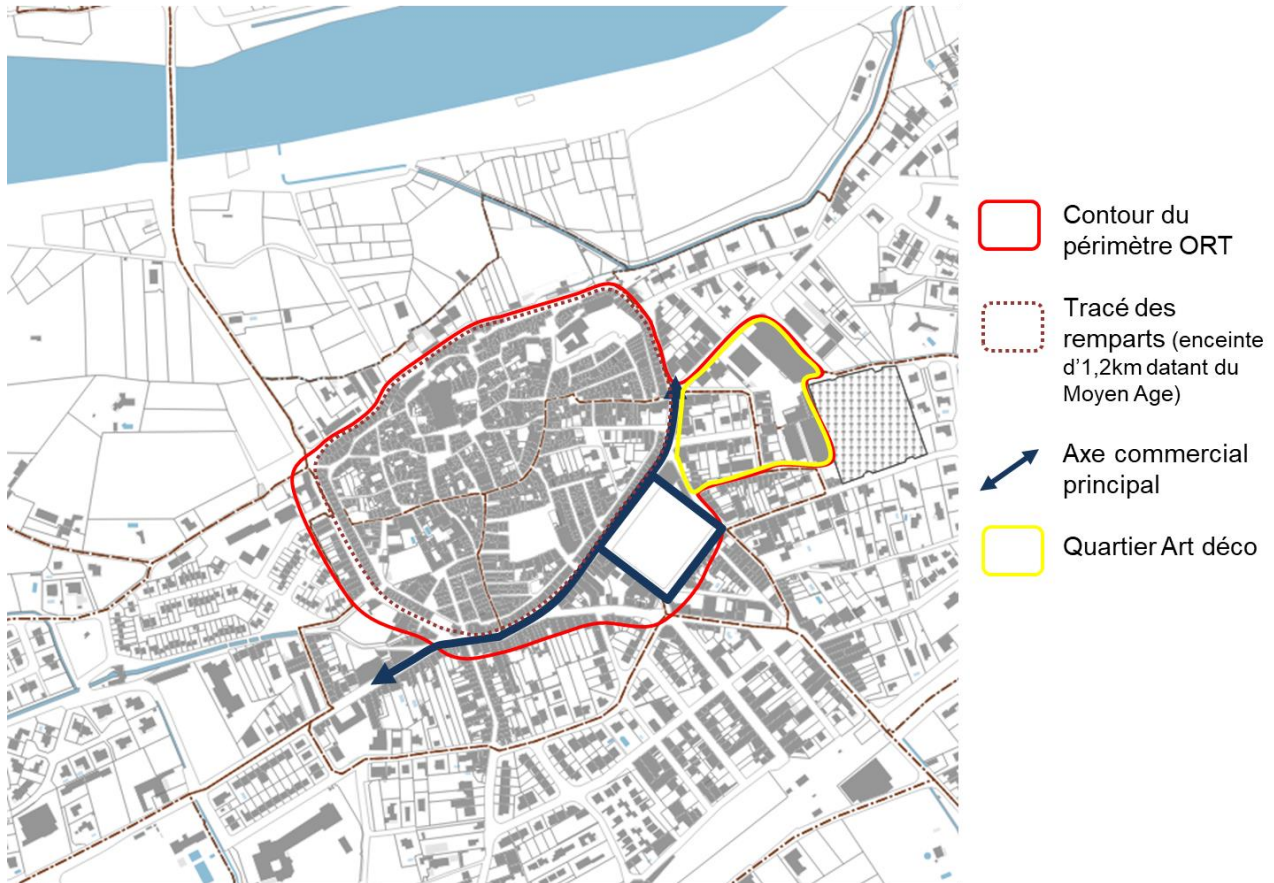 Contour du
périmètre ORT
Tracé des
remparts (enceinte
d'1,2km datant du
Moyen Age)
Axe commercial
principal
Quartier Art déco